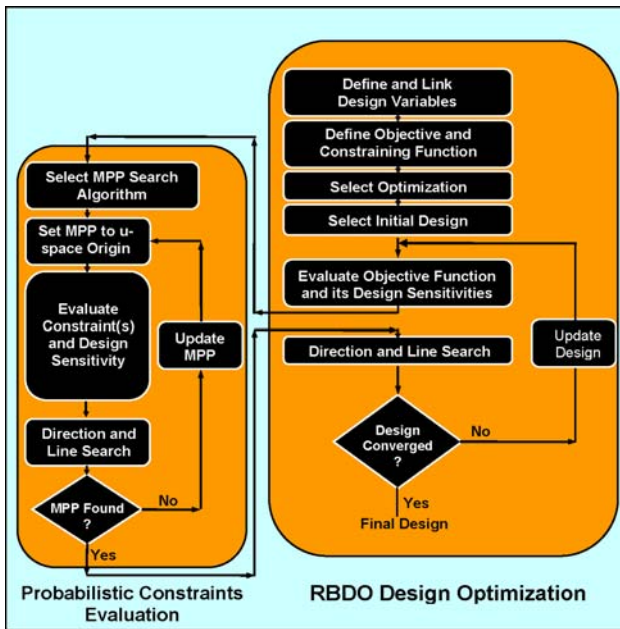 Define and Link
Design Variables
Define Objective and
Constraining Function
Select Optimization
Select Initial Design
Evaluate Objective Function
and its Design Sensitivities
Direction and Line Search
Update
Design
Design
Converged
?
No
Yes
Final Design
RBDO Design Optimization
Select MPP Search
Algorithm
Set MPP to u-
space Origin
Evaluate
Constraint(s)
and Design
Sensitivity
Update
MPP
Direction and
Line Search
MPP Found
?
No
Yes
Probabilistic Constraints
Evaluation